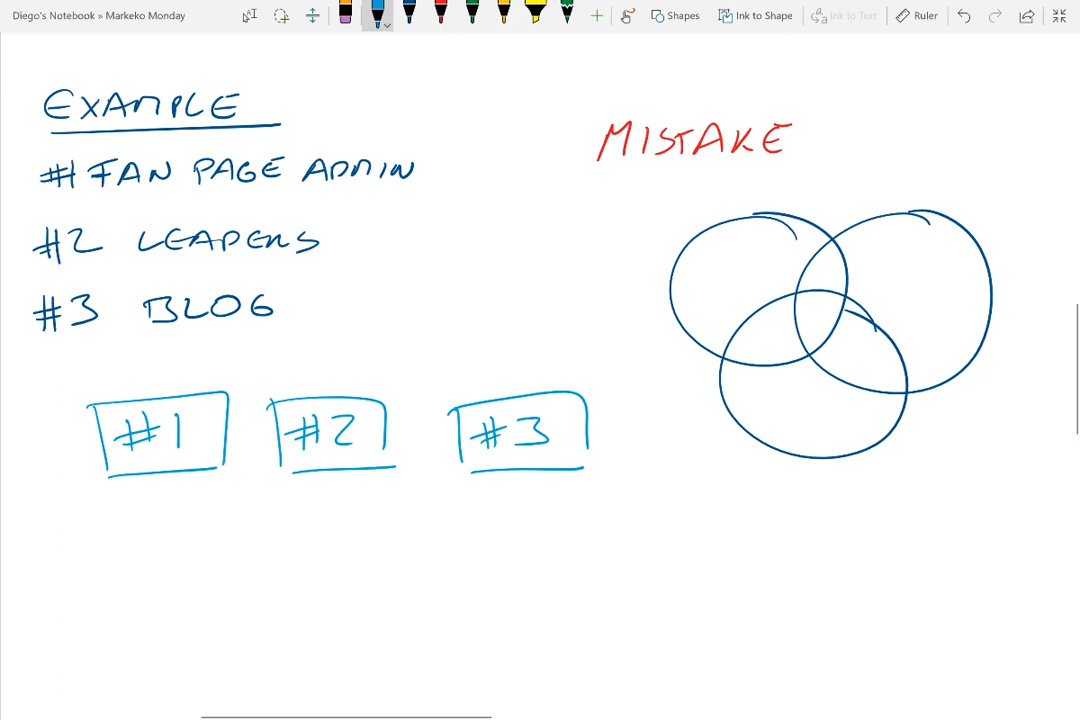 Diego's Notebook » Markeko Monday
Shapes
Ink to Shape
Ink to Text
Ruler
EXAMPLE
#1 FAN PAGE ADMIN
#2 LEADERS
#3 BLOG
MISTAKE
#1 #2 #3